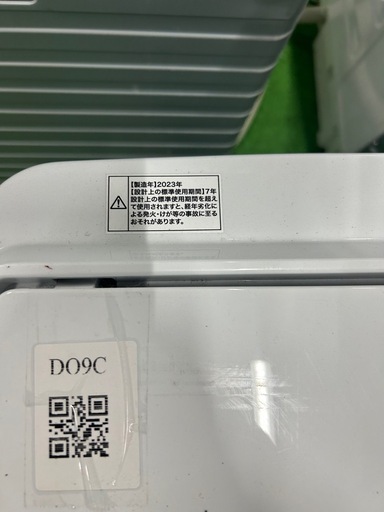 【製造年】2023年
【設計上の標準使用期間】7年
設計上の標準使用期間を超え
て使用されますと、経年劣化に
よる発火・けが等の事故に至る
おそれがあります。
DO9C